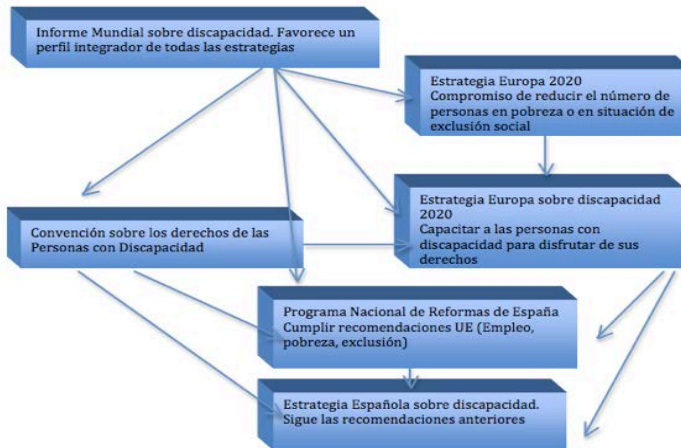 Informe Mundial sobre discapacidad. Favorece un
perfil integrador de todas las estrategias
Estrategia Europa 2020
Compromiso de reducir el número de
personas en pobreza o en situación de
exclusión social
Estrategia Europa sobre discapacidad
2020
Capacitar a las personas con
discapacidad para disfrutar de sus
derechos
Convención sobre los derechos de las
Personas con Discapacidad
Programa Nacional de Reformas de España
Cumplir recomendaciones UE (Empleo,
pobreza, exclusión)
Estrategia Española sobre discapacidad.
Sigue las recomendaciones anteriores